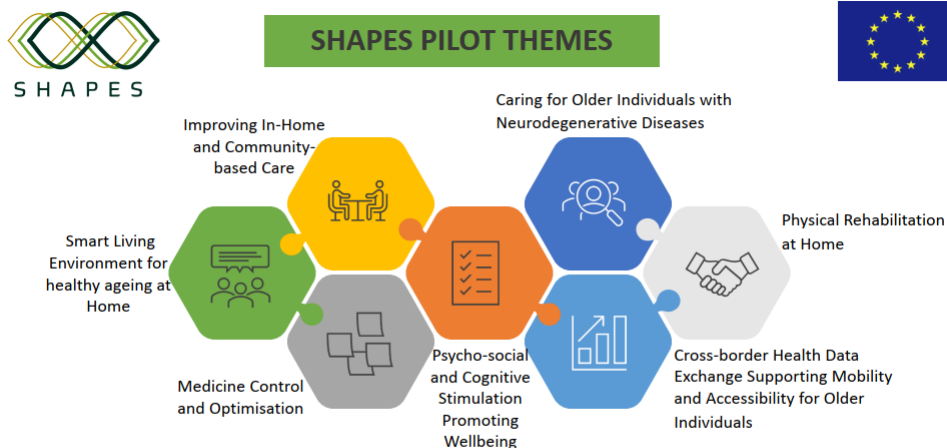 SHAPES
SHAPES PILOT THEMES
Caring for Older Individuals with
Neurodegenerative Diseases
Improving In-Home
and Community-
based Care
Physical Rehabilitation
at Home
Smart Living
Environment for
healthy ageing at
Home
Medicine Control
and Optimisation
Psycho-social
and Cognitive
Stimulation
Promoting
Wellbeing
Cross-border Health Data
Exchange Supporting Mobility
and Accessibility for Older
Individuals